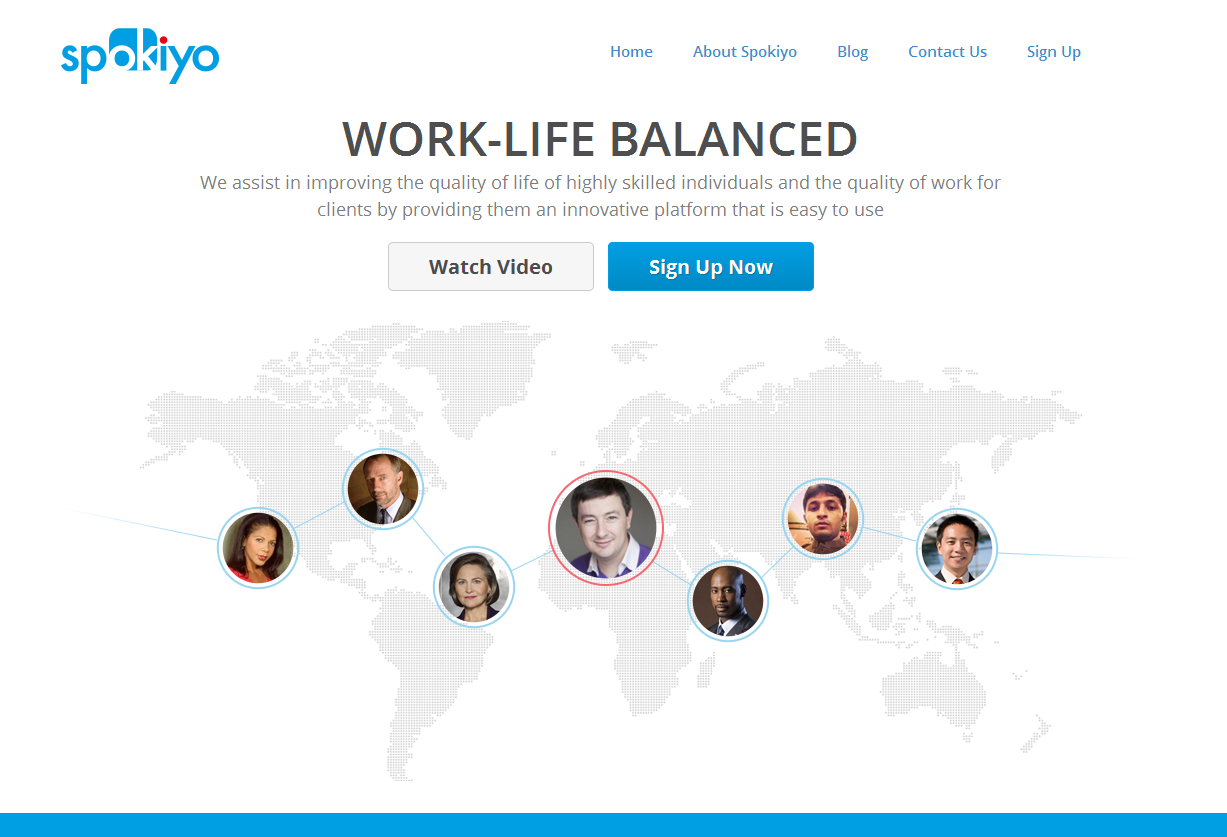 spokiyo
Home About Spokiyo Blog Contact Us Sign Up
WORK-LIFE BALANCED
We assist in improving the quality of life of highly skilled individuals and the quality of work for
clients by providing them an innovative platform that is easy to use
Watch Video Sign Up Now